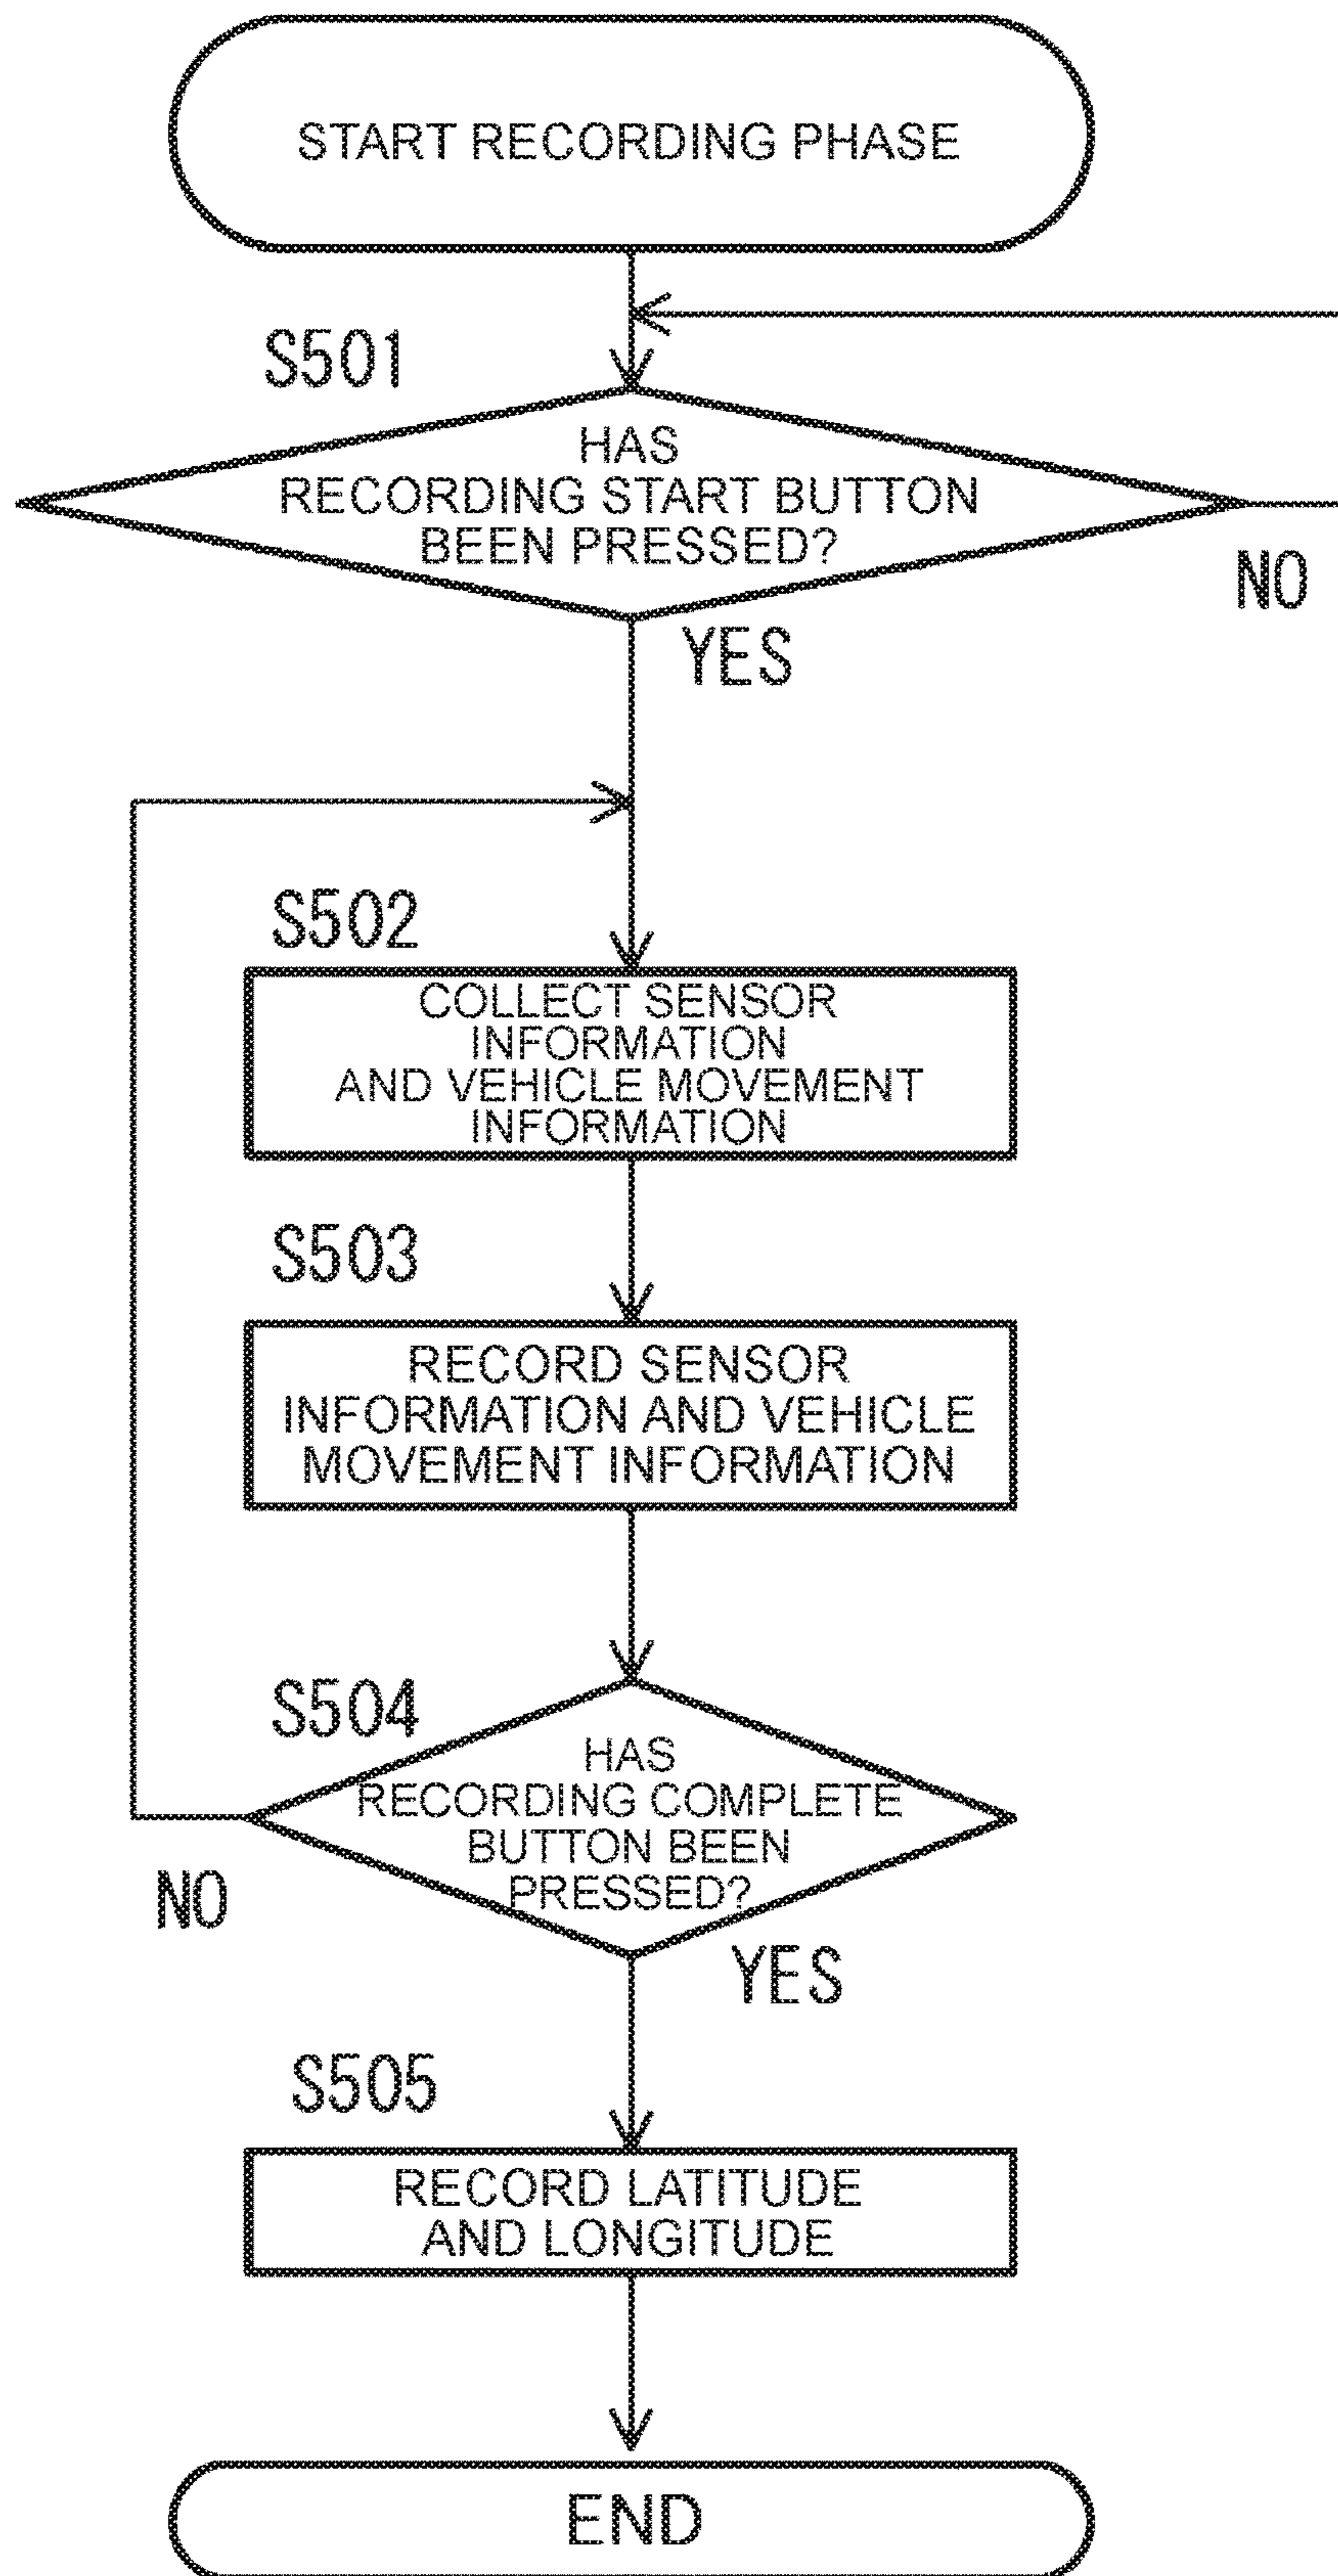 START RECORDING PHASE
S501
HAS
RECORDING START BUTTON
BEEN PRESSED?
NO
YES
S502
COLLECT SENSOR
INFORMATION
AND VEHICLE MOVEMENT
INFORMATION
S503
RECORD SENSOR
INFORMATION AND VEHICLE
MOVEMENT INFORMATION
S504
HAS
RECORDING COMPLETE
BUTTON BEEN
PRESSED?
NO
YES
S505
RECORD LATITUDE
AND LONGITUDE
END